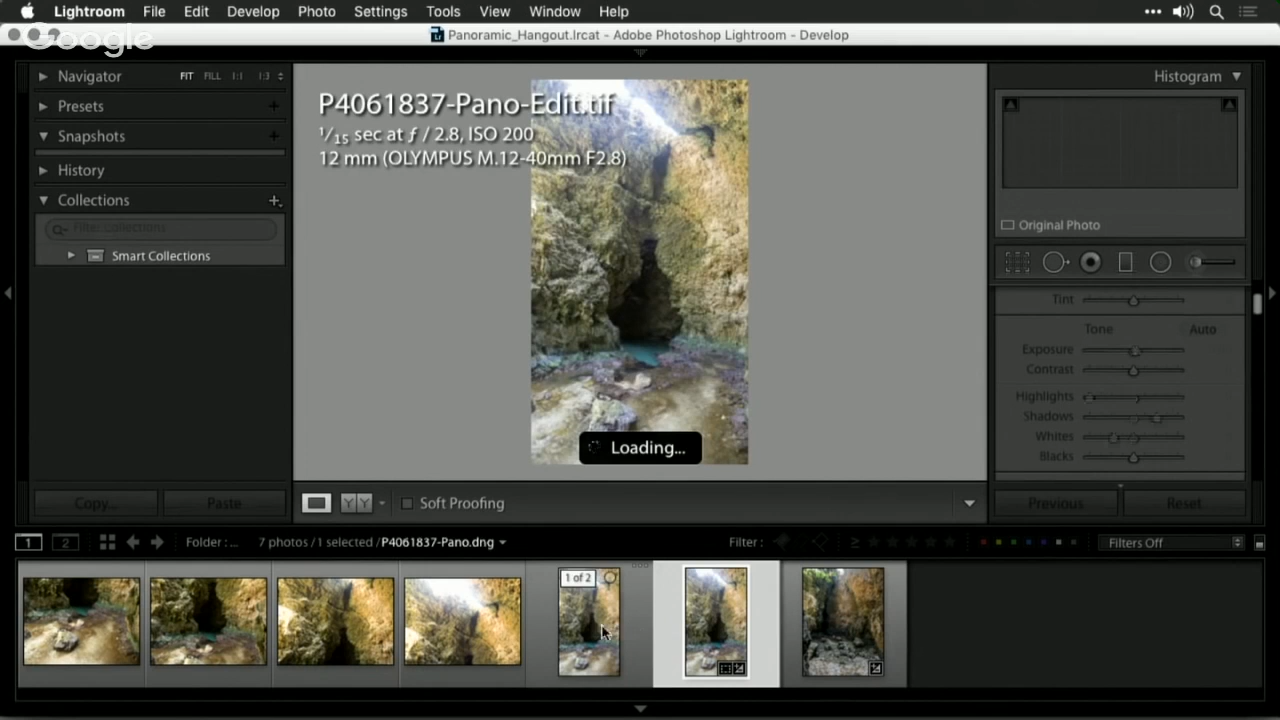 Lightroom File Edit Develop Photo Settings Tools View Window Help
Google
Panoramic_Hangout.lrcat - Adobe Photoshop Lightroom - Develop
Navigator FIT FILL 1:1 1:3
Presets
Snapshots
History
Collections
Filter Collections
Smart Collections
Copy... Paste
P4061837-Pano-Edit.tif
1/15 sec at ƒ / 2.8, ISO 200
12 mm (OLYMPUS M.12-40mm F2.8)
Loading...
Soft Proofing
Histogram
Original Photo
Tint
Tone Auto
Exposure
Contrast
Highlights
Shadows
Whites
Blacks
Previous Reset
1 2 Folder : ... 7 photos / 1 selected / P4061837-Pano.dng Filter : Filters Off
1 of 2